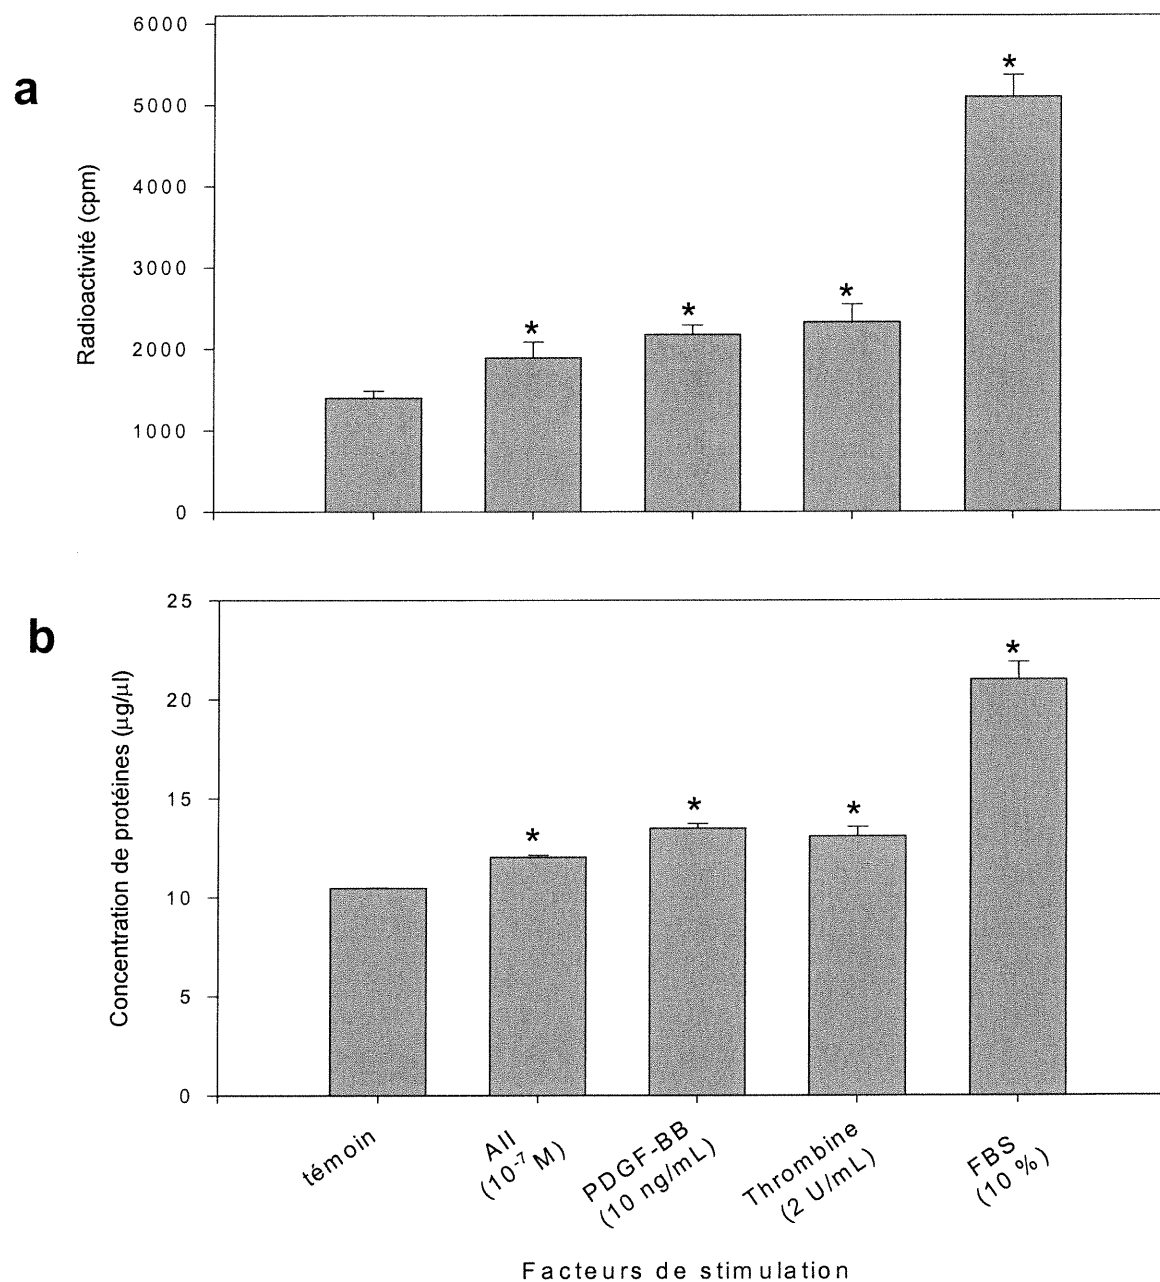 a
Radioactivité (cpm)
6000
5000
4000
3000
2000
1000
0
*
*
*
*
b
Concentration de protéines (µg/µl)
25
20
15
10
5
0
*
*
*
*
témoin
AII
(10⁻⁷ M)
PDGF-BB
(10 ng/mL)
Thrombine
(2 U/mL)
FBS
(10 %)
Facteurs de stimulation